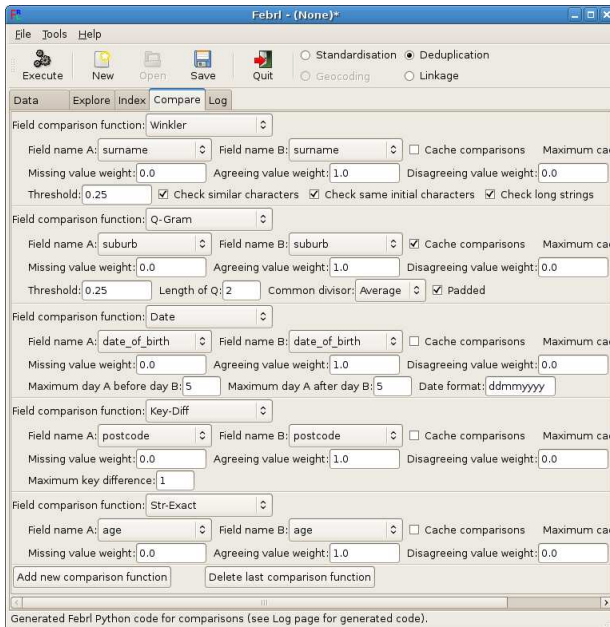 Febrl - (None)*
File Tools Help
Execute New Open Save Quit Standardisation Deduplication
Geocoding Linkage
Data Explore Index Compare Log
Field comparison function: Winkler
Field name A: surname Field name B: surname Cache comparisons Maximum ca
Missing value weight: 0.0 Agreeing value weight: 1.0 Disagreeing value weight: 0.0
Threshold: 0.25 Check similar characters Check same initial characters Check long strings
Field comparison function: Q-Gram
Field name A: suburb Field name B: suburb Cache comparisons Maximum ca
Missing value weight: 0.0 Agreeing value weight: 1.0 Disagreeing value weight: 0.0
Threshold: 0.25 Length of Q: 2 Common divisor: Average Padded
Field comparison function: Date
Field name A: date_of_birth Field name B: date_of_birth Cache comparisons Maximum ca
Missing value weight: 0.0 Agreeing value weight: 1.0 Disagreeing value weight: 0.0
Maximum day A before day B: 5 Maximum day A after day B: 5 Date format: ddmmyyyy
Field comparison function: Key-Diff
Field name A: postcode Field name B: postcode Cache comparisons Maximum ca
Missing value weight: 0.0 Agreeing value weight: 1.0 Disagreeing value weight: 0.0
Maximum key difference: 1
Field comparison function: Str-Exact
Field name A: age Field name B: age Cache comparisons Maximum ca
Missing value weight: 0.0 Agreeing value weight: 1.0 Disagreeing value weight: 0.0
Add new comparison function Delete last comparison function
Generated Febrl Python code for comparisons (see Log page for generated code).